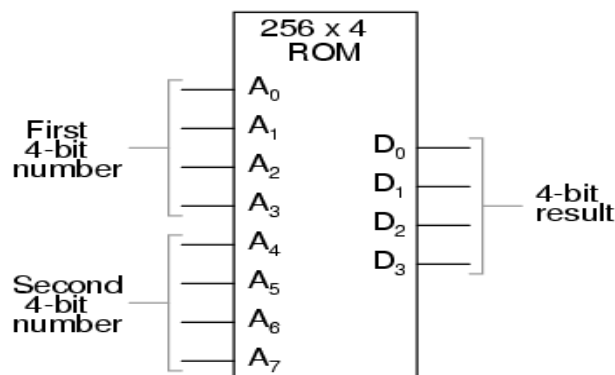 256 x 4
ROM
First
4-bit
number
A₀
A₁
A₂
A₃
Second
4-bit
number
A₄
A₅
A₆
A₇
D₀
D₁
D₂
D₃
4-bit
result